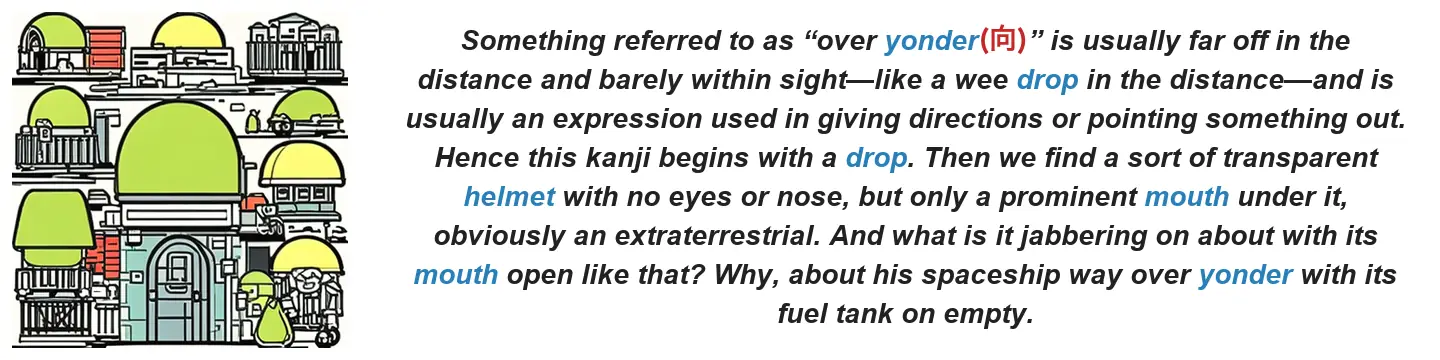 Something referred to as “over yonder(向)” is usually far off in the
distance and barely within sight—like a wee drop in the distance—and is
usually an expression used in giving directions or pointing something out.
Hence this kanji begins with a drop. Then we find a sort of transparent
helmet with no eyes or nose, but only a prominent mouth under it,
obviously an extraterrestrial. And what is it jabbering on about with its
mouth open like that? Why, about his spaceship way over yonder with its
fuel tank on empty.